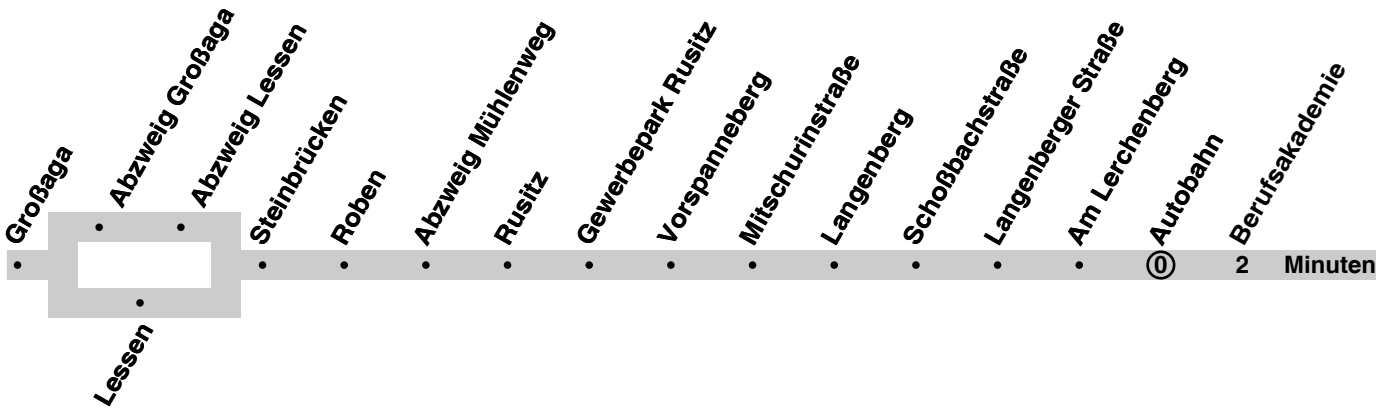 Großaga
Abzweig Großaga
Abzweig Lessen
Lessen
Steinbrücken
Roben
Abzweig Mühlenweg
Rusitz
Gewerbepark Rusitz
Vorspanneberg
Mitschurinstraße
Langenberg
Schoßbachstraße
Langenberger Straße
Am Lerchenberg
Autobahn
Berufsakademie
0 2 Minuten